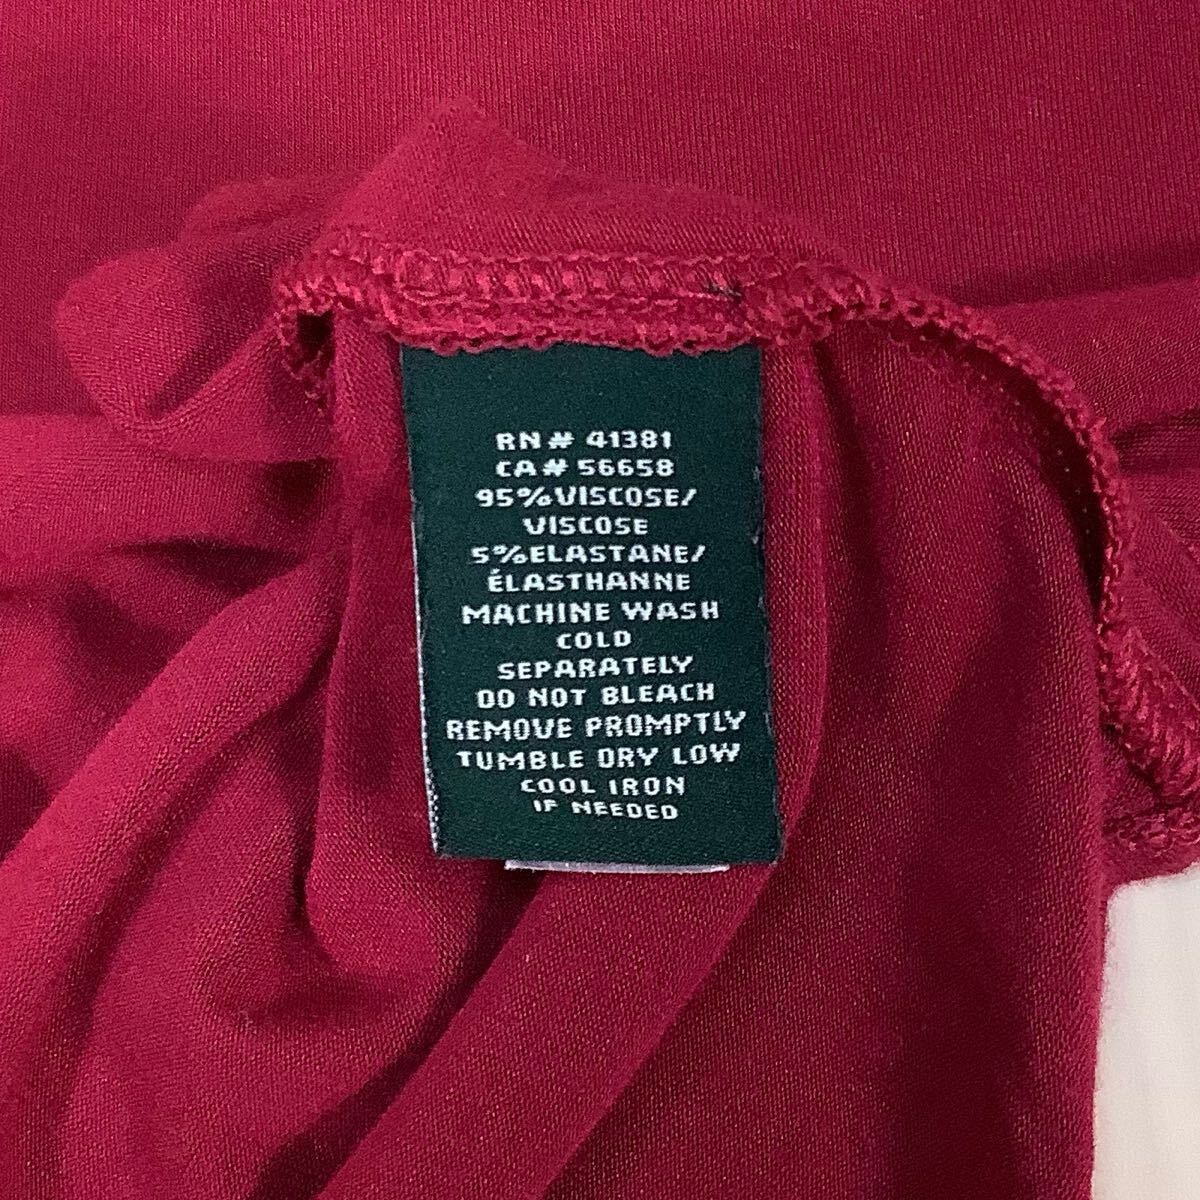 RN # 41381
CA# 56658
95%VISCOSE/
VISCOSE
5%ELASTANE/
ÉLASTHANNE
MACHINE WASH
COLD
SEPARATELY
DO NOT BLEACH
REMOVE PROMPTLY
TUMBLE DRY LOW
COOL IRON
IF NEEDED